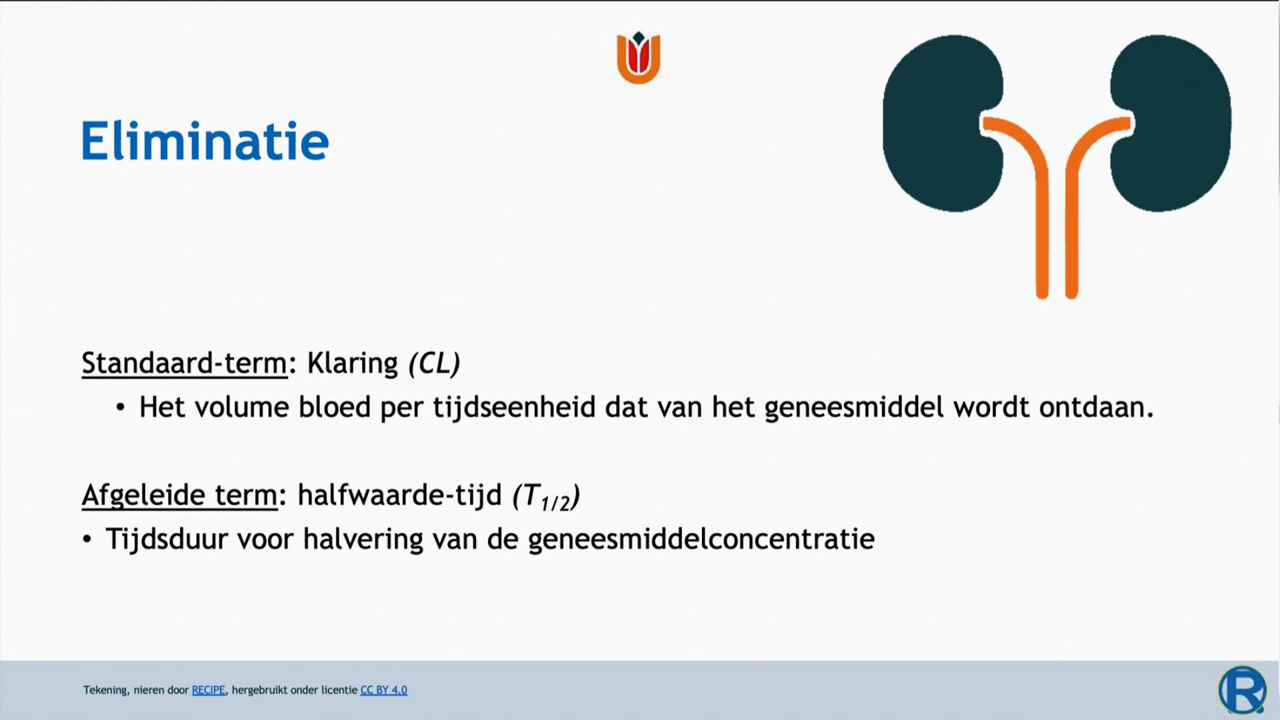 Eliminatie
Standaard-term: Klaring (CL)
• Het volume bloed per tijdseenheid dat van het geneesmiddel wordt ontdaan.
Afgeleide term: halfwaarde-tijd (T1/2)
• Tijdsduur voor halvering van de geneesmiddelconcentratie
Tekening, nieren door RECIPE, hergebruikt onder licentie CC BY 4.0
R